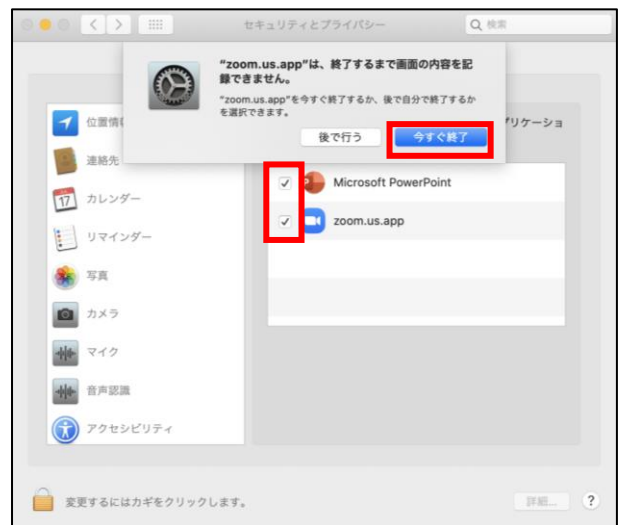 セキュリティとプライバシー
検索
"zoom.us.app"は、終了するまで画面の内容を記
録できません。
"zoom.us.app"を今すぐ終了するか、後で自分で終了するか
を選択できます。
後で行う
今すぐ終了
位置情
プリケーショ
連絡先
17
カレンダー
リマインダー
写真
カメラ
マイク
音声認識
アクセシビリティ
Microsoft PowerPoint
zoom.us.app
変更するにはカギをクリックします。
詳細...
?